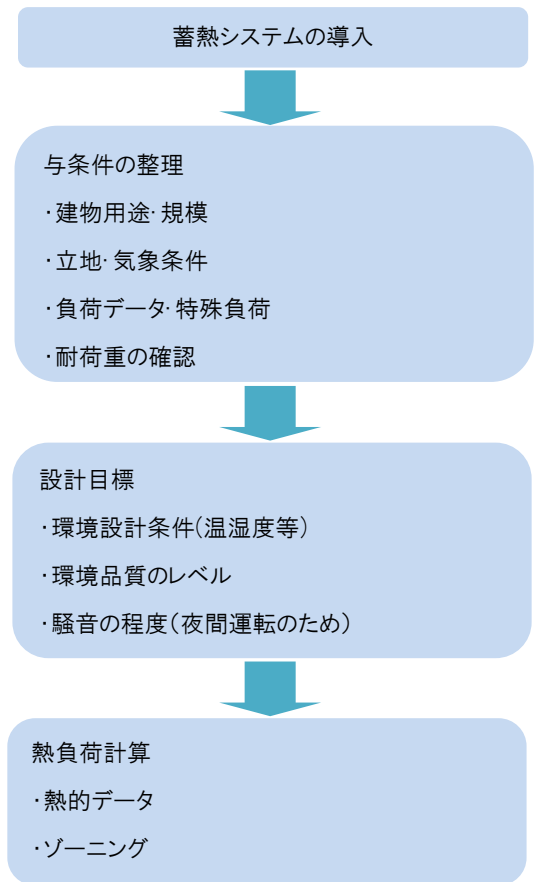 蓄熱システムの導入
与条件の整理
・建物用途・規模
・立地・気象条件
・負荷データ・特殊負荷
・耐荷重の確認
設計目標
・環境設計条件(温湿度等)
・環境品質のレベル
・騒音の程度(夜間運転のため)
熱負荷計算
・熱的データ
・ゾーニング